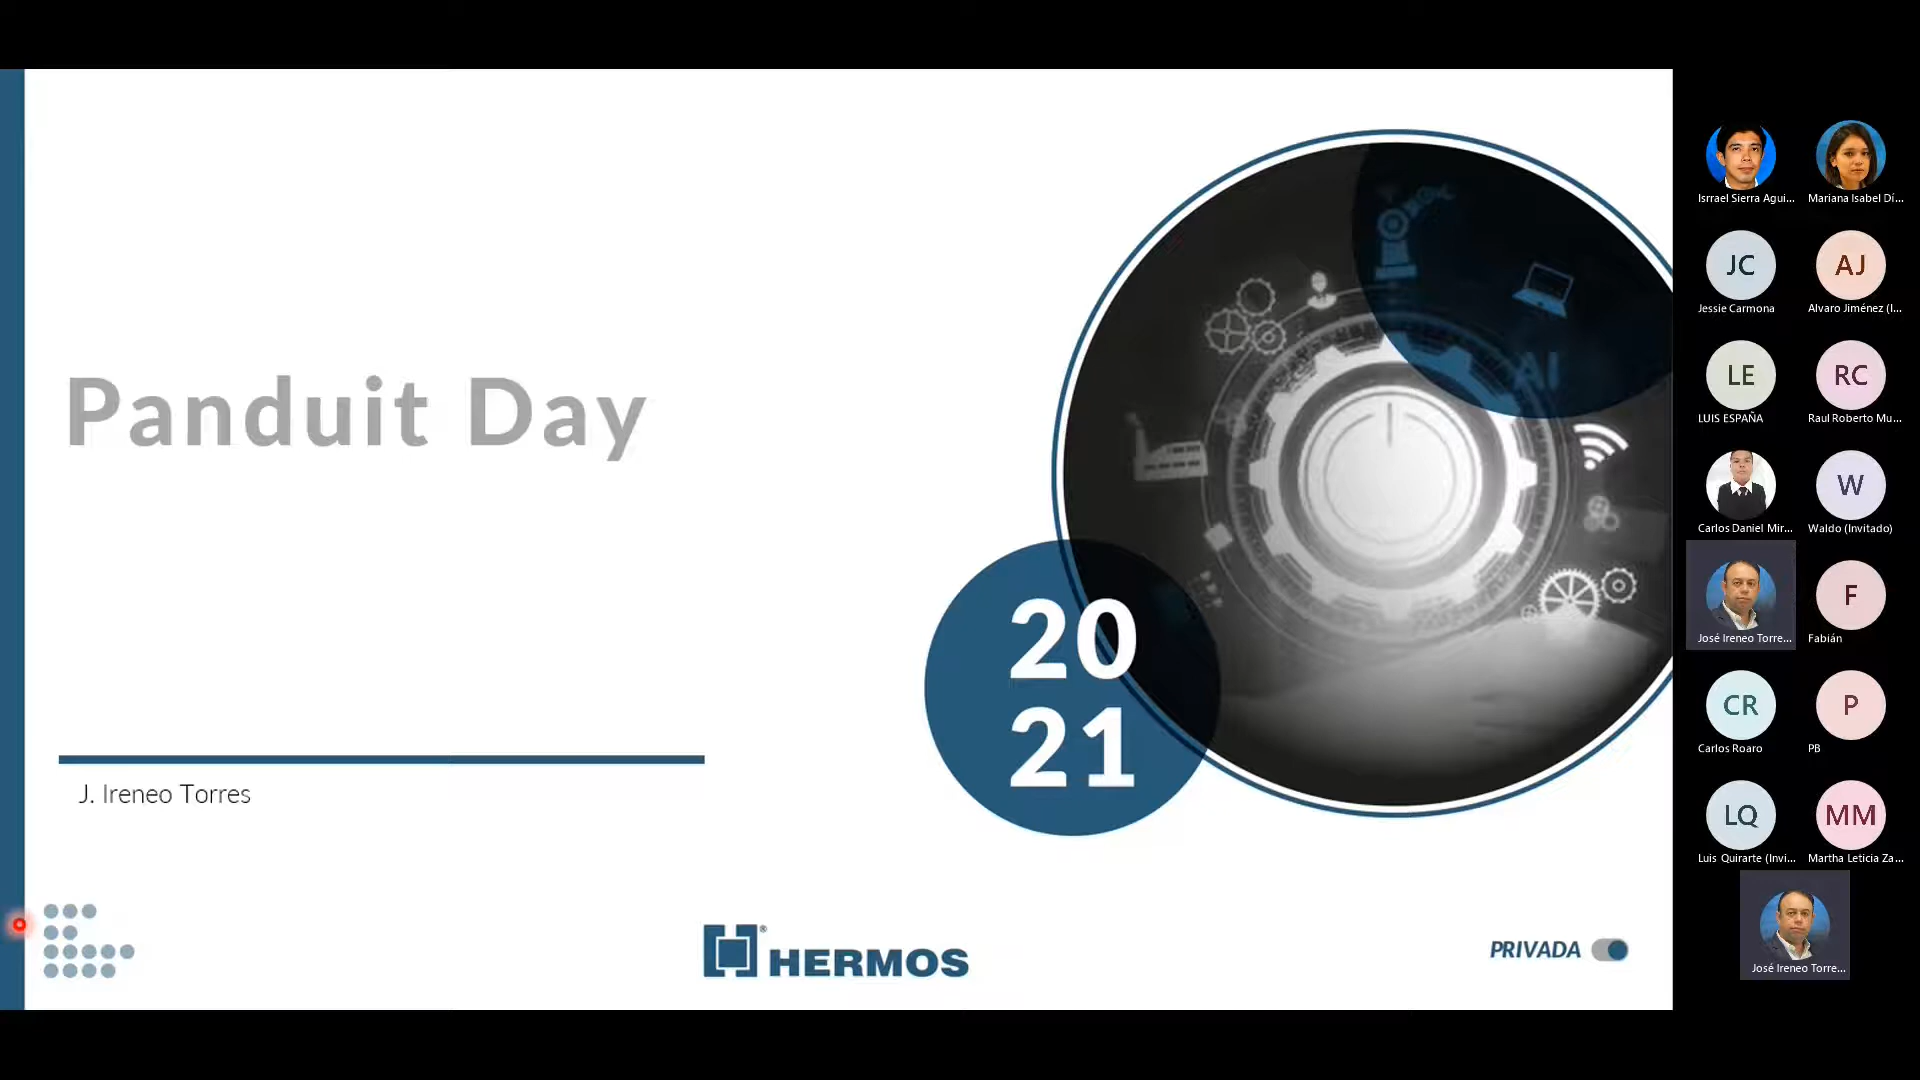 Panduit Day
20
21
J. Ireneo Torres
HERMOS
®
PRIVADA
AI
Isrrael Sierra Agui...
Mariana Isabel Dí...
JC
AJ
Jessie Carmona
Alvaro Jiménez (I...
LE
RC
LUIS ESPAÑA
Raul Roberto Mu...
W
Carlos Daniel Mir...
Waldo (Invitado)
F
José Ireneo Torre...
Fabián
CR
P
Carlos Roaro
PB
LQ
MM
Luis Quirarte (Invi...
Martha Leticia Za...
José Ireneo Torre...